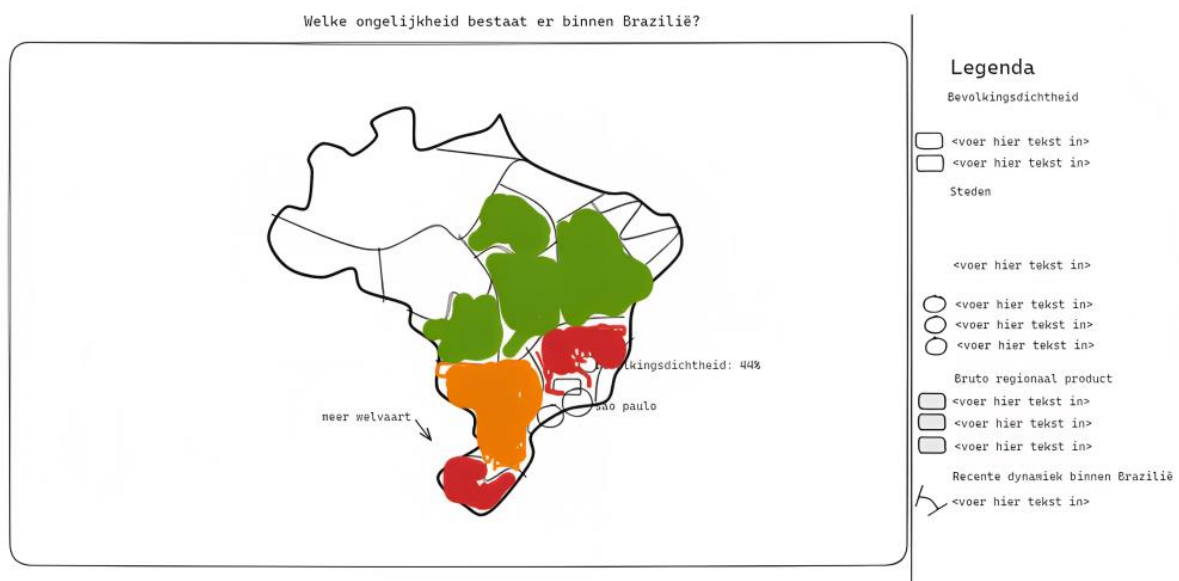 Welke ongelijkheid bestaat er binnen Brazilië?
lkingsdichtheid: 44%
são paulo
meer welvaart
Legenda
Bevolkingsdichtheid
<voer hier tekst in>
<voer hier tekst in>
Steden
<voer hier tekst in>
<voer hier tekst in>
<voer hier tekst in>
<voer hier tekst in>
Bruto regionaal product
<voer hier tekst in>
<voer hier tekst in>
<voer hier tekst in>
Recente dynamiek binnen Brazilië
<voer hier tekst in>